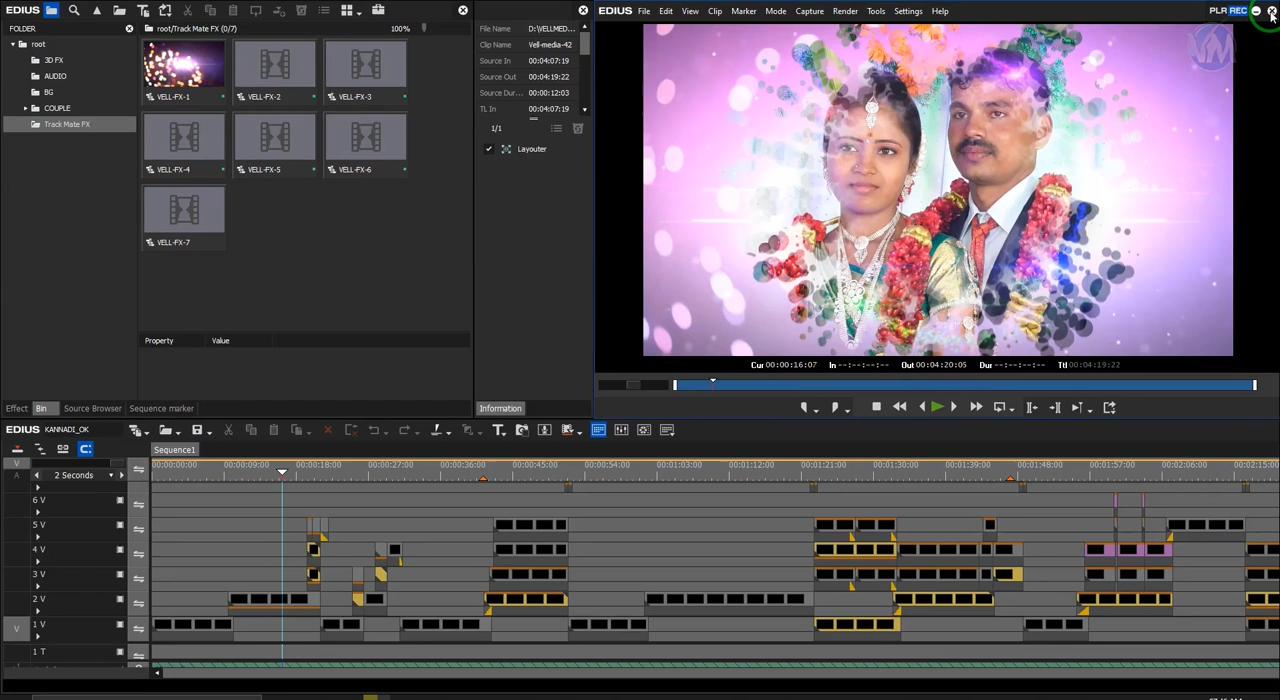 EDIUS
FOLDER
root
3D FX
AUDIO
BG
COUPLE
Track Mate FX
root/Track Mate FX (0/7)
100%
VELL-FX-1
VELL-FX-2
VELL-FX-3
VELL-FX-4
VELL-FX-5
VELL-FX-6
VELL-FX-7
Property Value
Effect Bin Source Browser Sequence marker
File Name D:\VELLMED...
Clip Name Vell-media-42
Source In 00:04:07:19
Source Out 00:04:19:22
Source Dur... 00:00:12:03
TL In 00:04:07:19
1/1
Layouter
Information
EDIUS File Edit View Clip Marker Mode Capture Render Tools Settings Help PLR REC
VM
Cur 00:00:16:07 In --:--:--:-- Out 00:04:20:05 Dur --:--:--:-- Ttl 00:04:19:22
EDIUS KANNADI_OK
Sequence1
V
A
2 Seconds
00:00:00:00 00:00:09:00 00:00:18:00 00:00:27:00 00:00:36:00 00:00:45:00 00:00:54:00 00:01:03:00 00:01:12:00 00:01:21:00 00:01:30:00 00:01:39:00 00:01:48:00 00:01:57:00 00:02:06:00 00:02:15:00
6 V
5 V
4 V
3 V
2 V
V 1 V
1 T